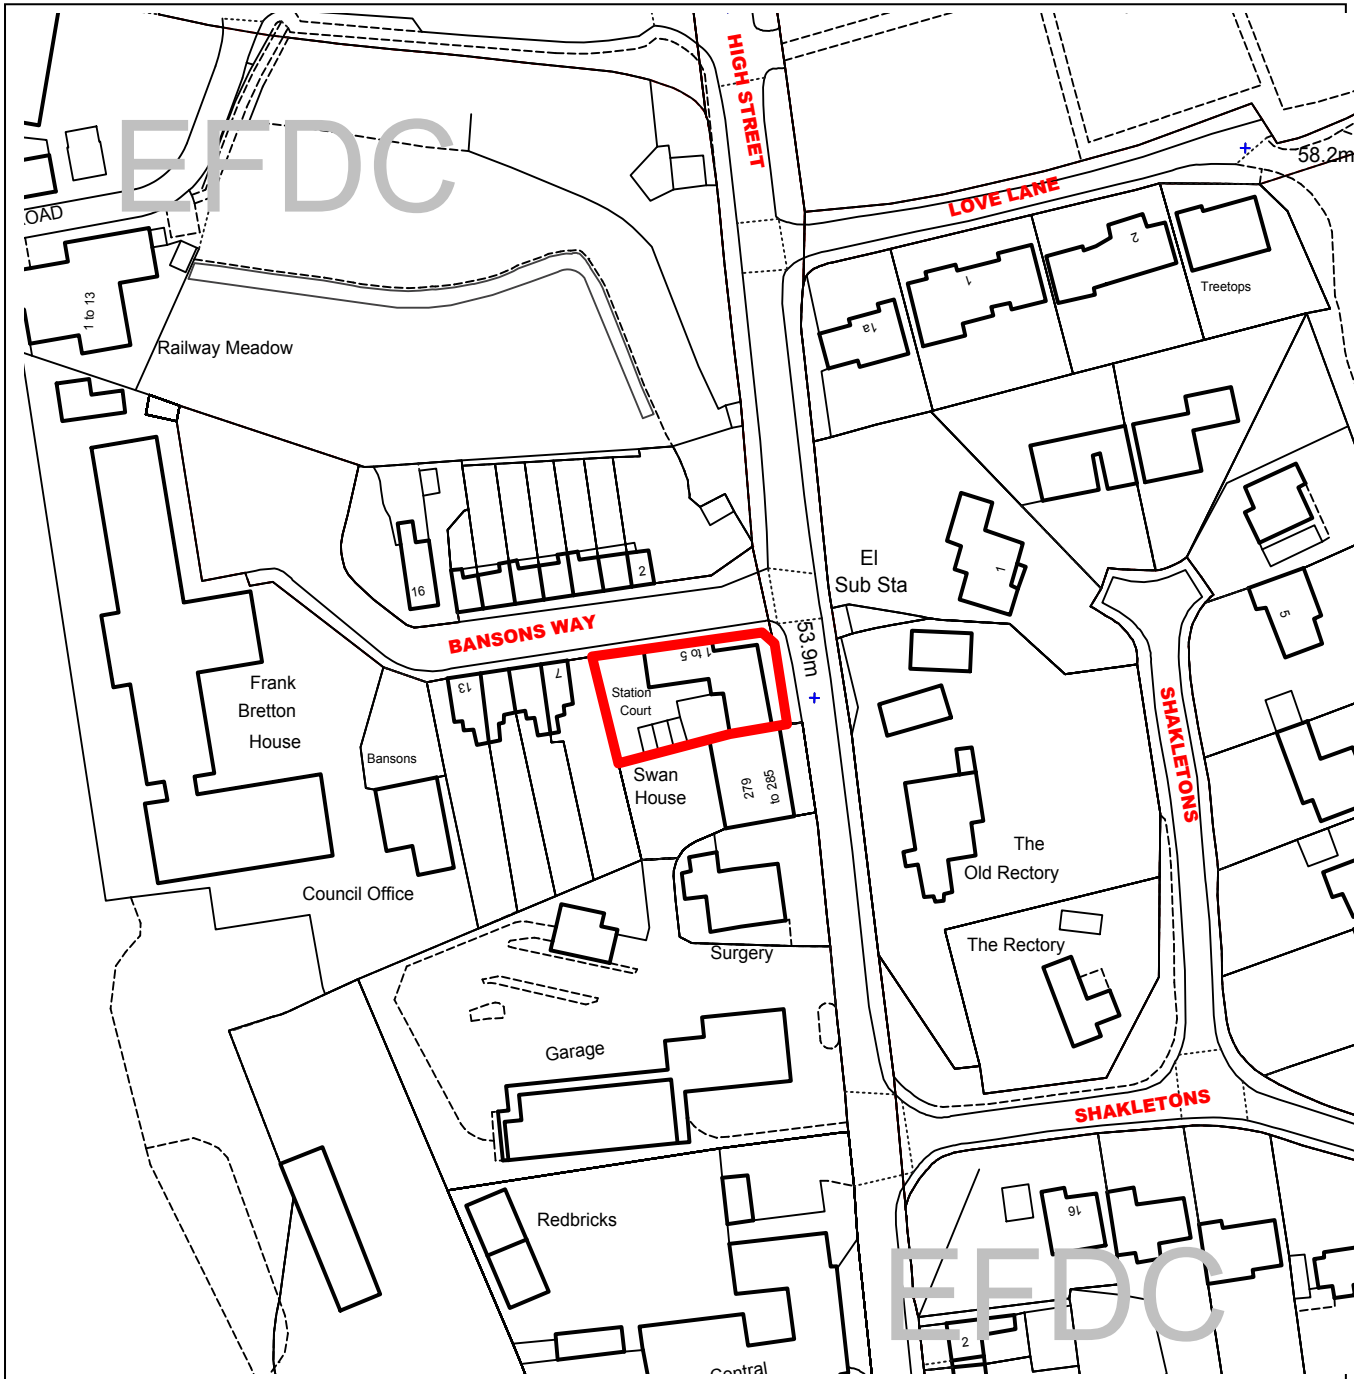 HIGH STREET
EFDC
58.2m
LOVE LANE
OAD
2
1
Treetops
1 to 13
1a
Railway Meadow
El
Sub Sta
2
1
16
5
BANSONS WAY
53.9m
1 to 5
Frank
Bretton
House
13
7
Station
Court
SHAKLETONS
Bansons
Swan
House
279
to 285
The
Old Rectory
Council Office
The Rectory
Surgery
Garage
SHAKLETONS
Redbricks
16
EFDC
2
Central